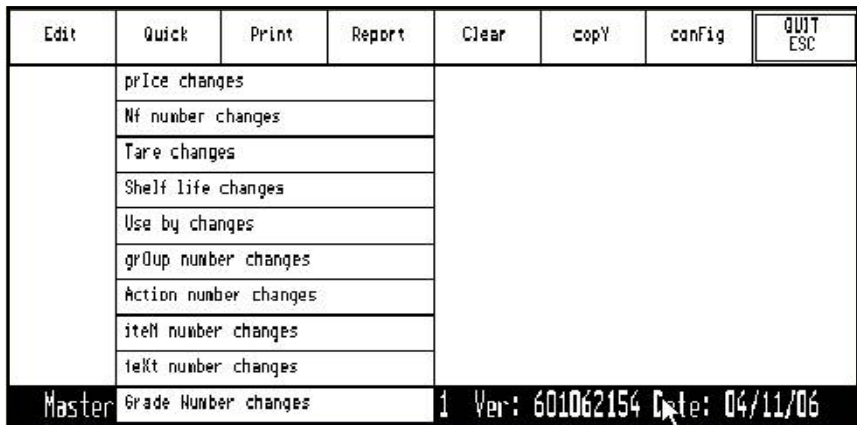 Edit Quick Print Report Clear copY conFig QUIT
ESC
prIce changes
Nf number changes
Tare changes
Shelf life changes
Use by changes
grOup number changes
Action number changes
iteM number changes
teXt number changes
Grade Number changes
Master 1 Ver: 601062154 Date: 04/11/06